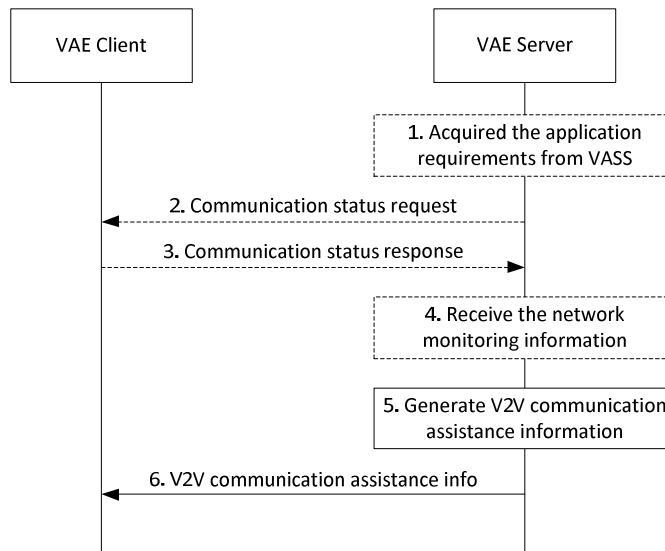 VAE Client
VAE Server
1. Acquired the application
requirements from VASS
2. Communication status request
3. Communication status response
4. Receive the network
monitoring information
5. Generate V2V communication
assistance information
6. V2V communication assistance info